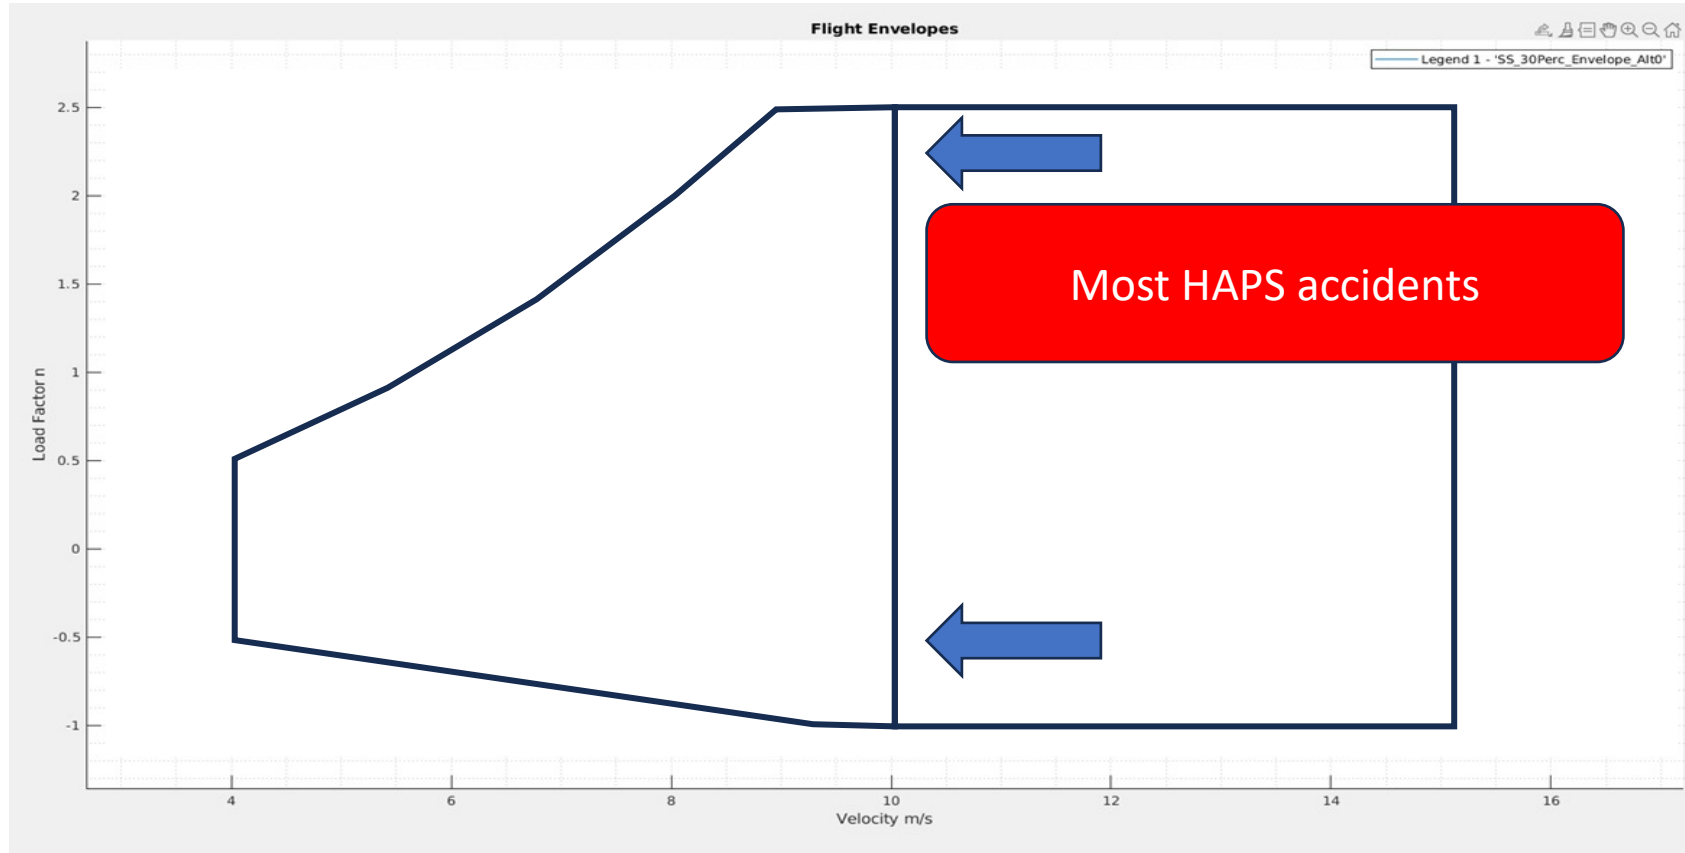 Flight Envelopes
Legend 1 - 'SS_30Perc_Envelope_Alt0'
2.5
2
1.5
1
0.5
0
-0.5
-1
Load Factor n
Most HAPS accidents
4 6 8 10 12 14 16
Velocity m/s